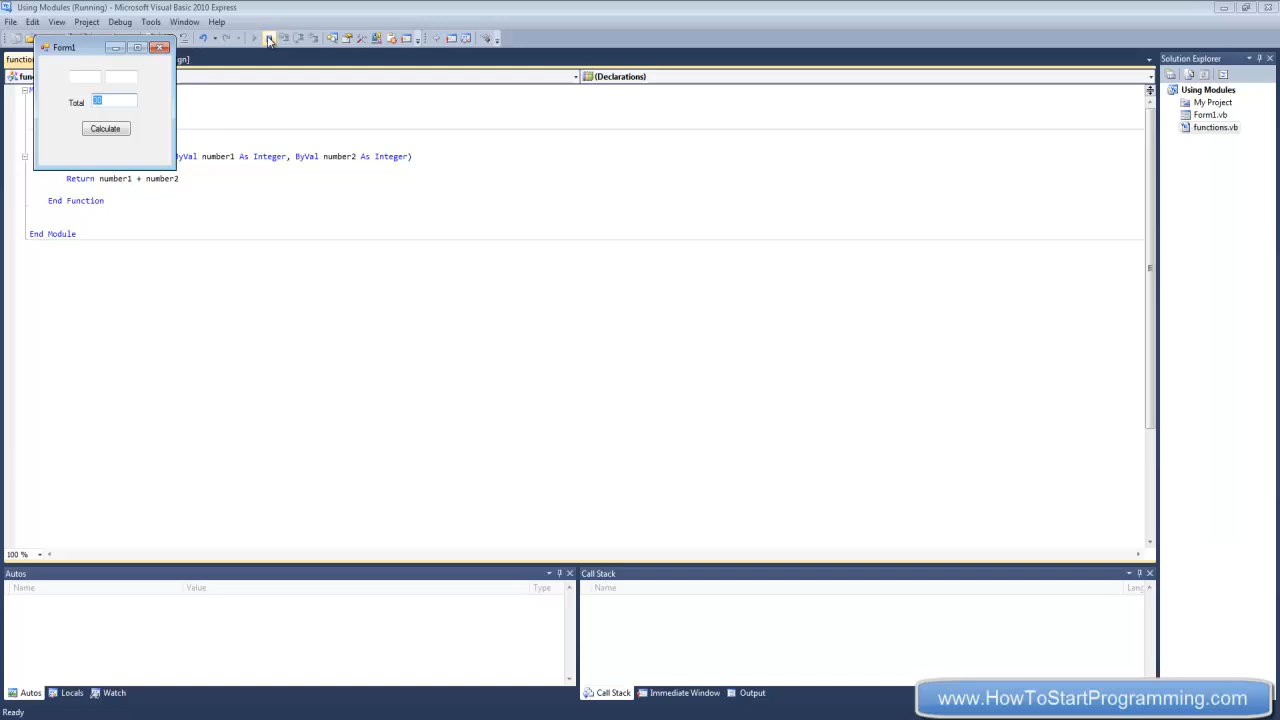 Using Modules (Running) - Microsoft Visual Basic 2010 Express
File Edit View Project Debug Tools Window Help
Form1
Total 30
Calculate
(Declarations)
ByVal number1 As Integer, ByVal number2 As Integer)
Return number1 + number2
End Function
End Module
Solution Explorer
Using Modules
My Project
Form1.vb
functions.vb
100 %
Autos
Name Value Type
Call Stack
Name Lang
Autos Locals Watch
Call Stack Immediate Window Output
Ready
www.HowToStartProgramming.com